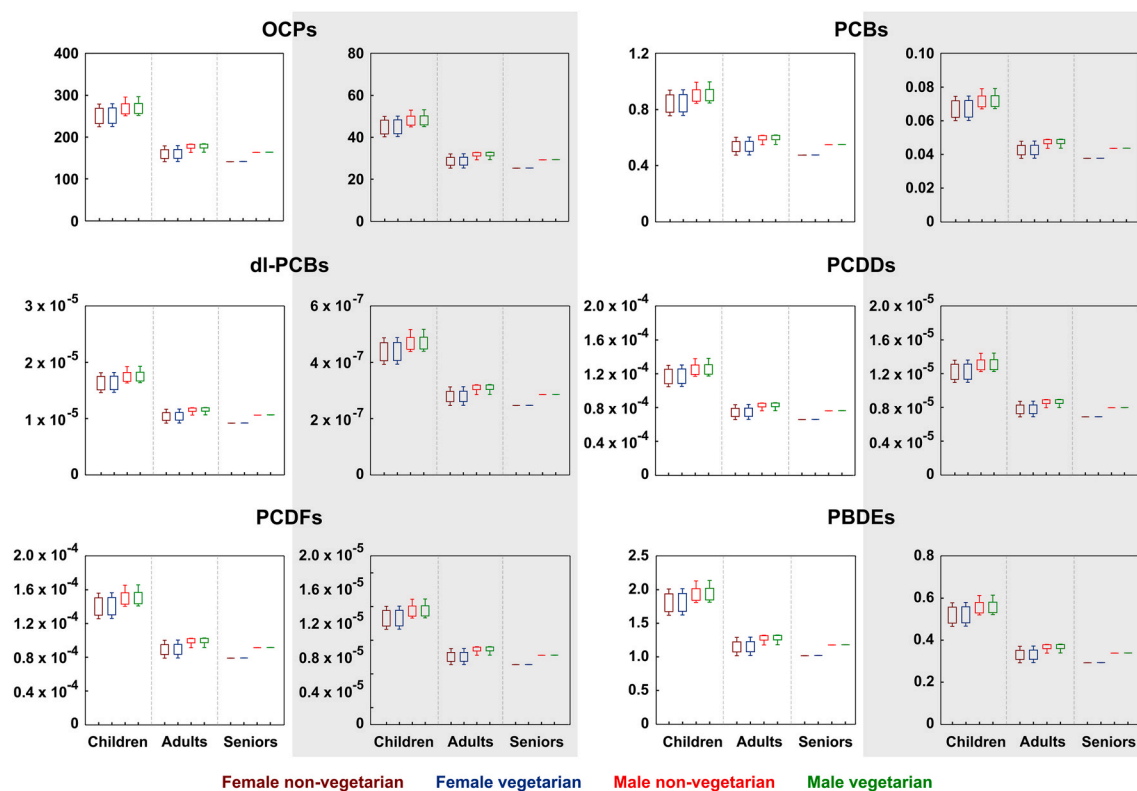 OCPs
PCBs
400
300
200
100
0
80
60
40
20
0
1.2
0.8
0.4
0
0.10
0.08
0.06
0.04
0.02
0
dl-PCBs
PCDDs
3 x 10⁻⁵
2 x 10⁻⁵
1 x 10⁻⁵
0
6 x 10⁻⁷
4 x 10⁻⁷
2 x 10⁻⁷
0
2.0 x 10⁻⁴
1.6 x 10⁻⁴
1.2 x 10⁻⁴
0.8 x 10⁻⁴
0.4 x 10⁻⁴
0
2.0 x 10⁻⁵
1.6 x 10⁻⁵
1.2 x 10⁻⁵
0.8 x 10⁻⁵
0.4 x 10⁻⁵
0
PCDFs
PBDEs
2.0 x 10⁻⁴
1.6 x 10⁻⁴
1.2 x 10⁻⁴
0.8 x 10⁻⁴
0.4 x 10⁻⁴
0
2.0 x 10⁻⁵
1.6 x 10⁻⁵
1.2 x 10⁻⁵
0.8 x 10⁻⁵
0.4 x 10⁻⁵
0
2.5
2.0
1.5
1.0
0.5
0
0.8
0.6
0.4
0.2
0
Children Adults Seniors
Children Adults Seniors
Children Adults Seniors
Children Adults Seniors
Female non-vegetarian Female vegetarian Male non-vegetarian Male vegetarian